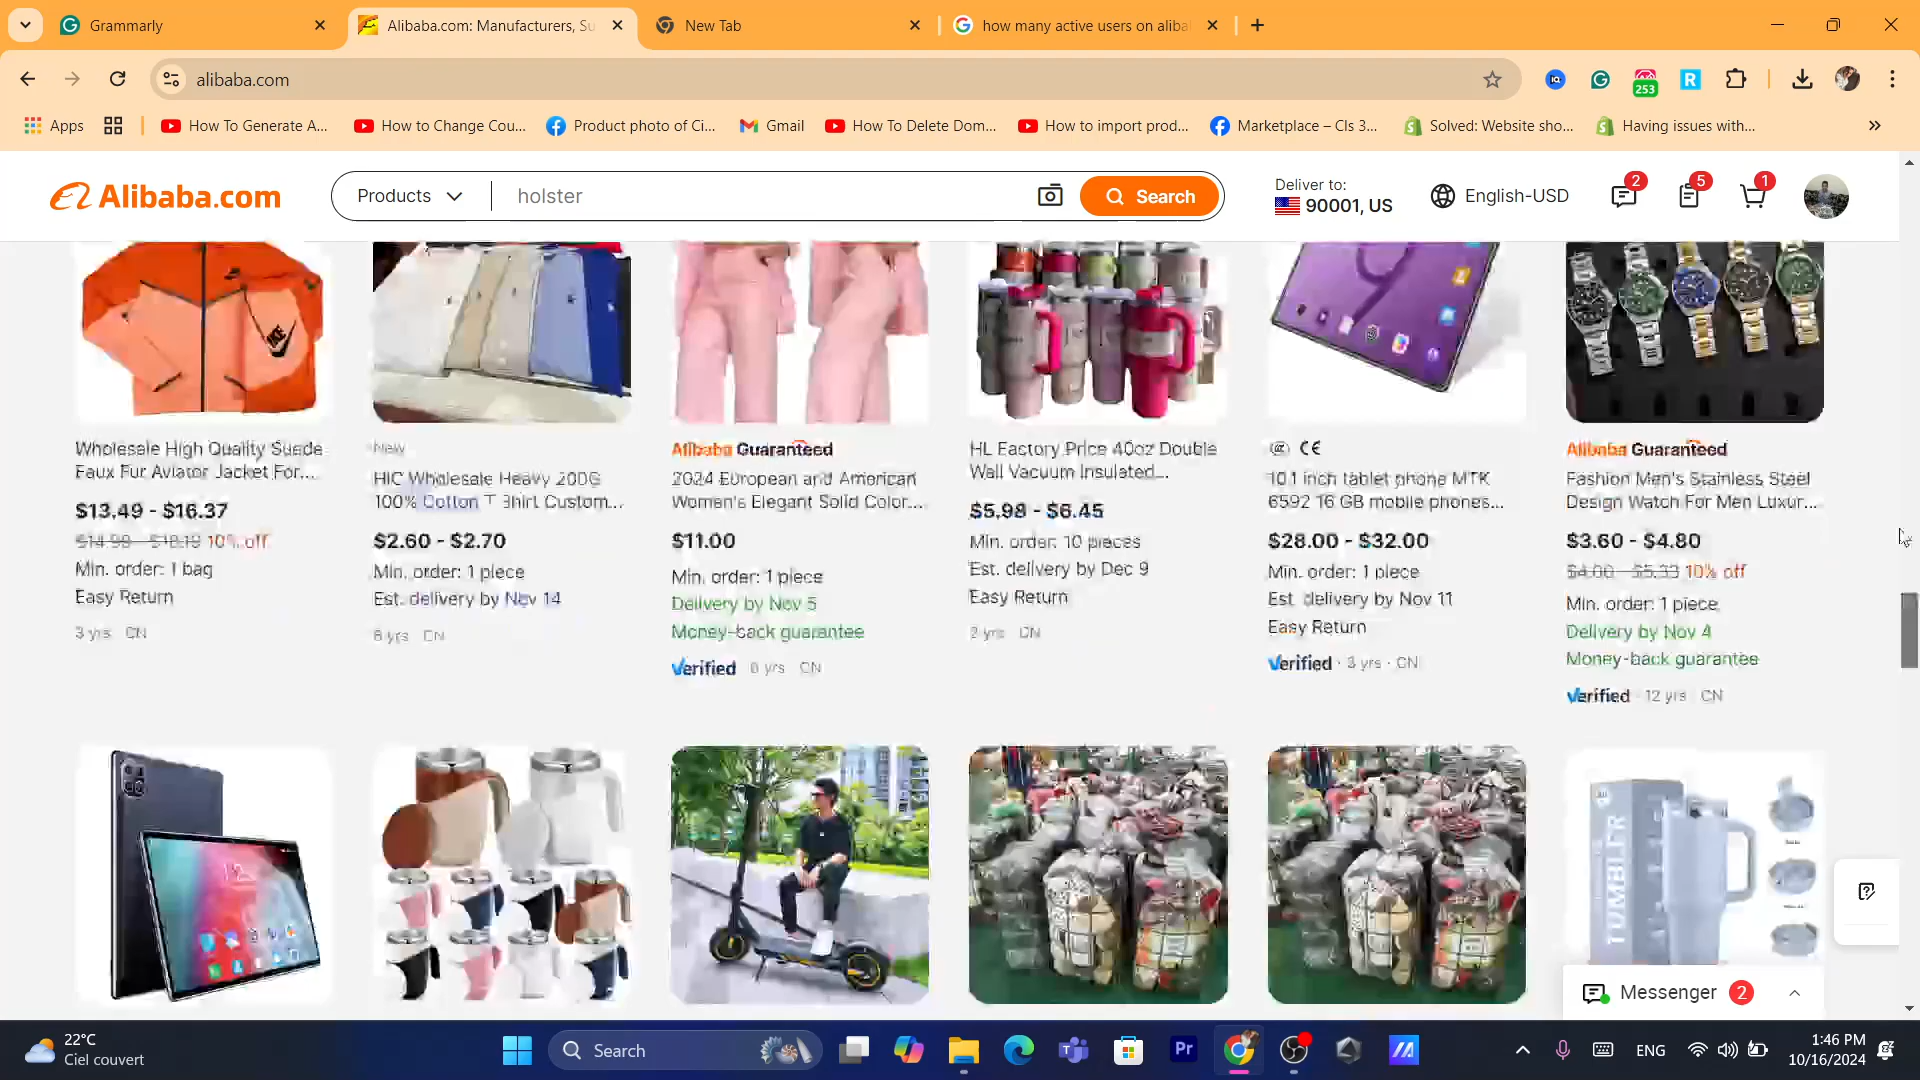 Grammarly
Alibaba.com: Manufacturers, Su
New Tab
how many active users on aliba
alibaba.com
253
Apps
How To Generate A...
How to Change Cou...
Product photo of Ci...
Gmail
How To Delete Dom...
How to import prod...
Marketplace – Cls 3...
Solved: Website sho...
Having issues with...
Alibaba.com
Products
holster
Search
Deliver to:
90001, US
English-USD
2
5
1
Wholesale High Quality Suede
Faux Fur Aviator Jacket For...
$13.49 - $16.37
10% off
Min. order: 1 bag
Easy Return
3 yrs CN
New
HIC Wholesale Heavy 200G
100% Cotton T Shirt Custom...
$2.60 - $2.70
Min. order: 1 piece
Est. delivery by Nov 14
6 yrs CN
Alibaba Guaranteed
2024 European and American
Women's Elegant Solid Color...
$11.00
Min. order: 1 piece
Delivery by Nov 5
Money-back guarantee
Verified
yrs CN
HL Factory Price 40oz Double
Wall Vacuum Insulated...
$5.98 - $6.45
Min. order: 10 pieces
Est. delivery by Dec 9
Easy Return
2 yrs CN
CE
10.1 inch tablet phone MTK
6592 16 GB mobile phones...
$28.00 - $32.00
Min. order: 1 piece
Est. delivery by Nov 11
Easy Return
Verified · 3 yrs · CN
Alibaba Guaranteed
Fashion Men's Stainless Steel
Design Watch For Men Luxur...
$3.60 - $4.80
$4.00 - $5.33 10% off
Min. order: 1 piece
Delivery by Nov 4
Money-back guarantee
Verified · 12 yrs CN
TUMBLER
Messenger
2
22°C
Ciel couvert
Search
Pr
ENG
1:46 PM
10/16/2024